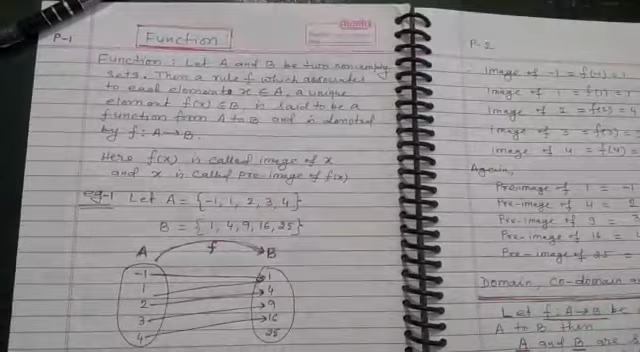 P-1
Function
Function : Let A and B be two nonempty
sets. Then a rule f which associates
to each elements x ∈ A, a unique
element f(x) ∈ B, is said to be a
function from A to B and is denoted
by f: A→B.
Here f(x) is called image of x
and x is called pre-image of f(x)
eg-1 Let A = {-1, 1, 2, 3, 4}
B = {1, 4, 9, 16, 25}
A f B
-1 1
1 4
2 9
3 16
4 25
P-2
Image of -1 = f(-1) = 1
Image of 1 = f(1) = 1
Image of 2 = f(2) = 4
Image of 3 = f(3) =
Image of 4 = f(4) =
Again,
Pre-image of 1 = -1
Pre-image of 4 = 2
Pre-image of 9 = 3
Pre-image of 16 = 4
Pre-image of 25 =
Domain, Co-domain
Let f: A→B be
A to B then
A and B are